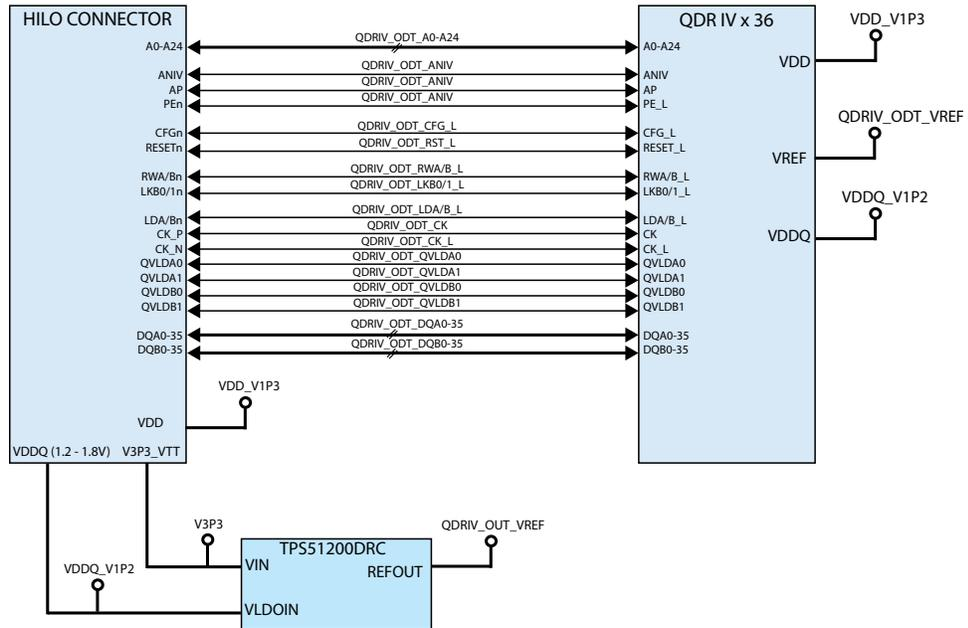 HILO CONNECTOR
QDR IV x 36
VDD_V1P3
A0-A24 QDRIV_ODT_A0-A24 A0-A24
VDD
ANIV QDRIV_ODT_ANIV ANIV
AP QDRIV_ODT_ANIV AP
PEn QDRIV_ODT_ANIV PE_L
QDRIV_ODT_VREF
CFGn QDRIV_ODT_CFG_L CFG_L
RESETn QDRIV_ODT_RST_L RESET_L
VREF
RWA/Bn QDRIV_ODT_RWA/B_L RWA/B_L
LKB0/1n QDRIV_ODT_LKB0/1_L LKB0/1_L
VDDQ_V1P2
LDA/Bn QDRIV_ODT_LDA/B_L LDA/B_L
CK_P QDRIV_ODT_CK CK
VDDQ
CK_N QDRIV_ODT_CK_L CK_L
QVLDA0 QDRIV_ODT_QVLDA0 QVLDA0
QVLDA1 QDRIV_ODT_QVLDA1 QVLDA1
QVLDB0 QDRIV_ODT_QVLDB0 QVLDB0
QVLDB1 QDRIV_ODT_QVLDB1 QVLDB1
DQA0-35 QDRIV_ODT_DQA0-35 DQA0-35
DQB0-35 QDRIV_ODT_DQB0-35 DQB0-35
VDD_V1P3
VDD
VDDQ (1.2 - 1.8V) V3P3_VTT
V3P3
QDRIV_OUT_VREF
TPS51200DRC
VIN
REFOUT
VDDQ_V1P2
VLDOIN